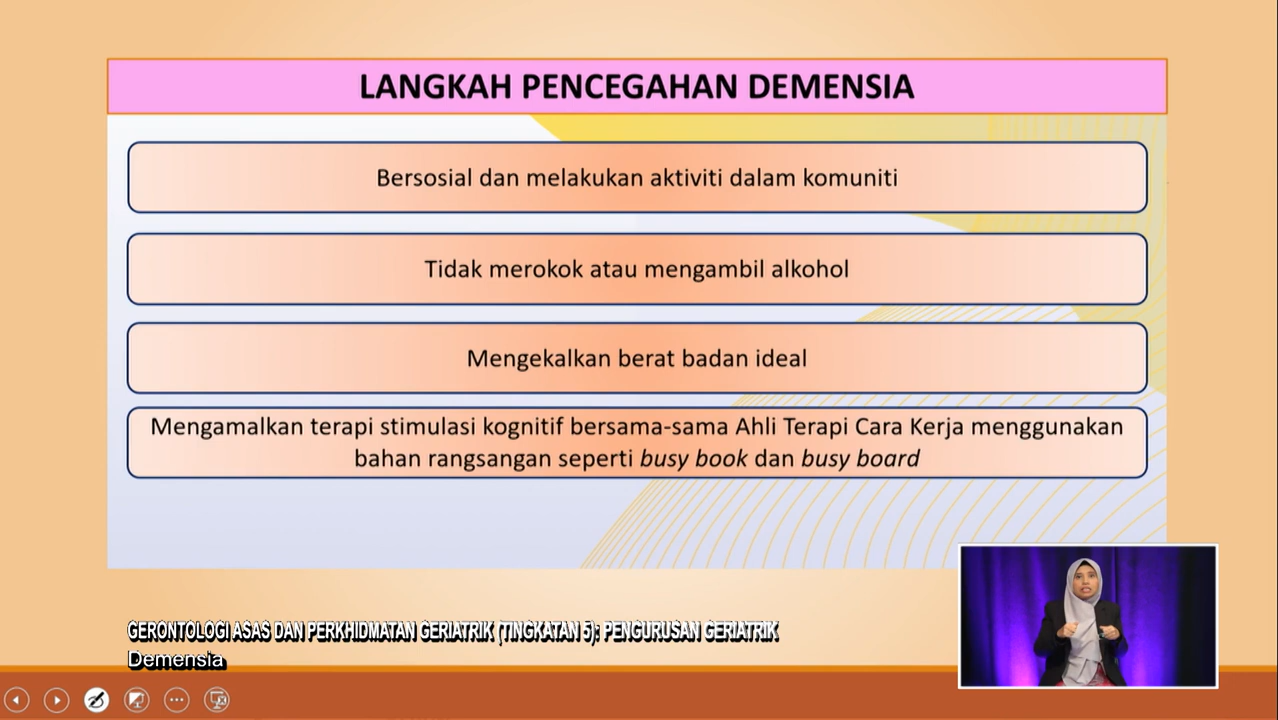 LANGKAH PENCEGAHAN DEMENSIA
Bersosial dan melakukan aktiviti dalam komuniti
Tidak merokok atau mengambil alkohol
Mengekalkan berat badan ideal
Mengamalkan terapi stimulasi kognitif bersama-sama Ahli Terapi Cara Kerja menggunakan
bahan rangsangan seperti busy book dan busy board
GERONTOLOGI ASAS DAN PERKHIDMATAN GERIATRIK (TINGKATAN 5): PENGURUSAN GERIATRIK
Demensia